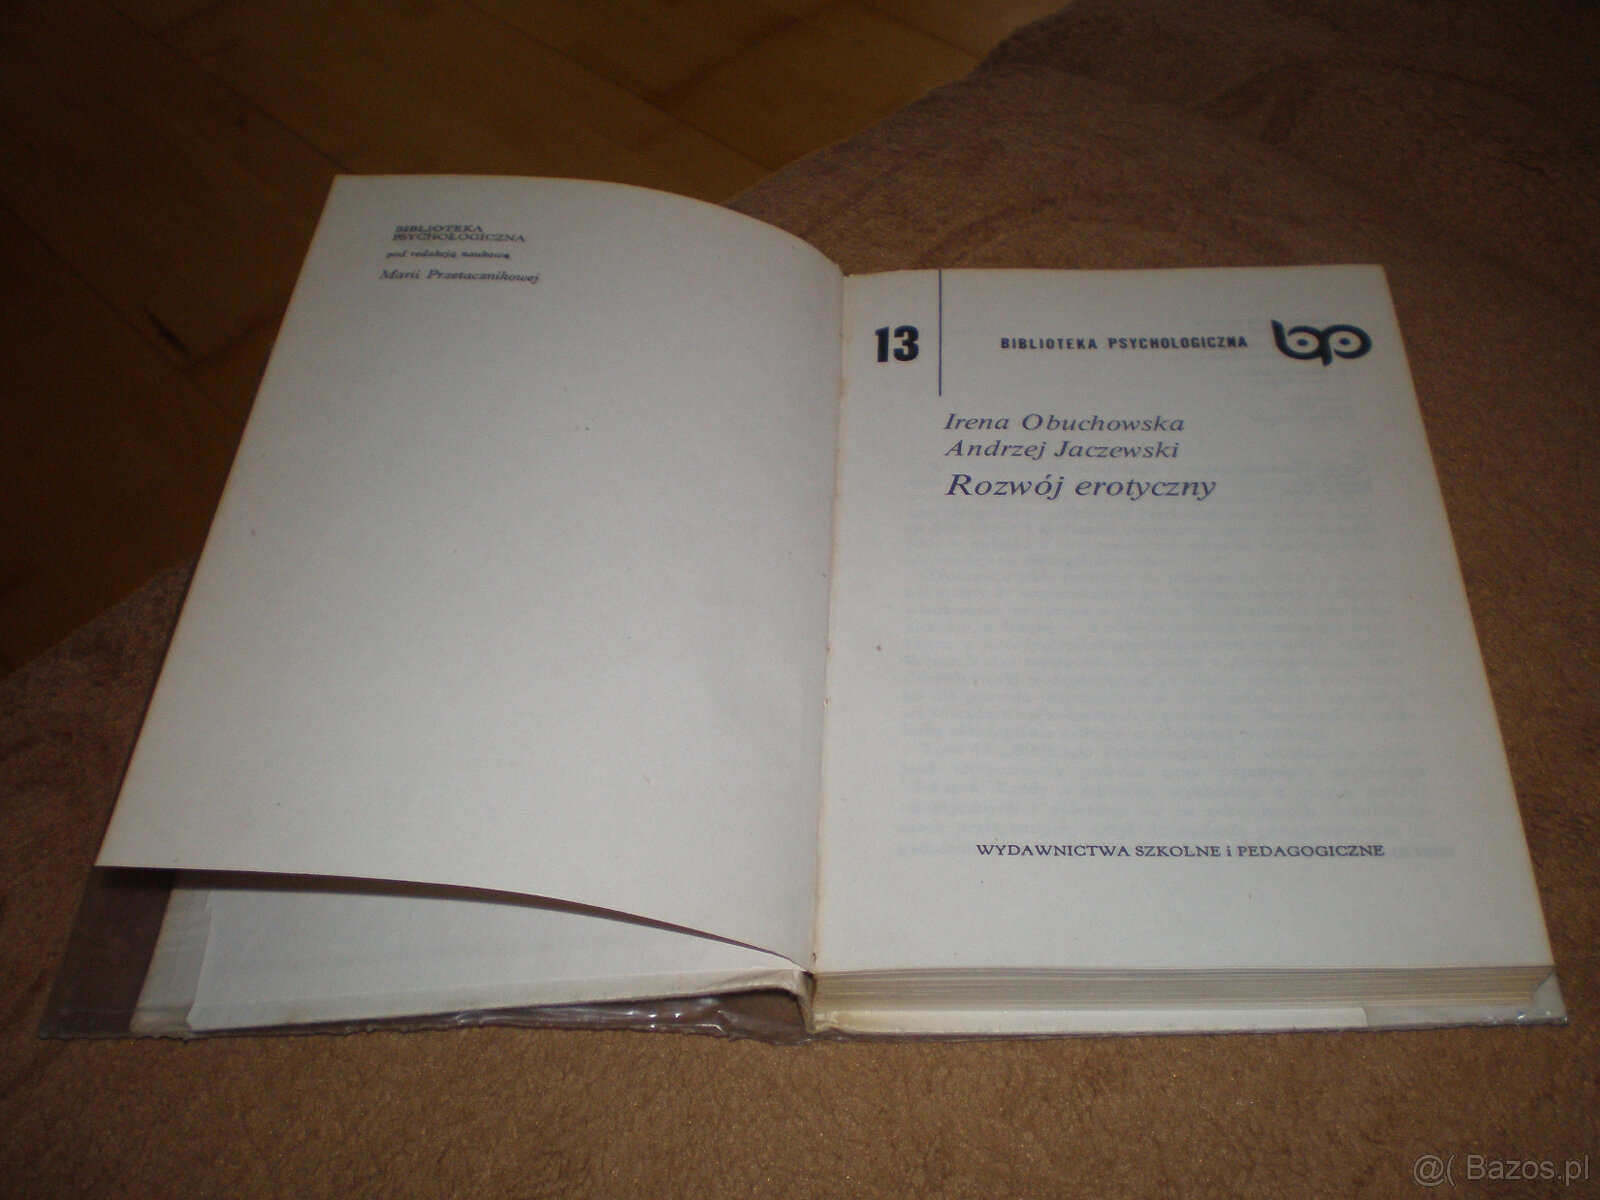 BIBLIOTEKA
PSYCHOLOGICZNA
pod redakcją naukową
Marii Przetacznikowej
13
BIBLIOTEKA PSYCHOLOGICZNA
bp
Irena Obuchowska
Andrzej Jaczewski
Rozwój erotyczny
WYDAWNICTWA SZKOLNE i PEDAGOGICZNE
@( Bazos.pl